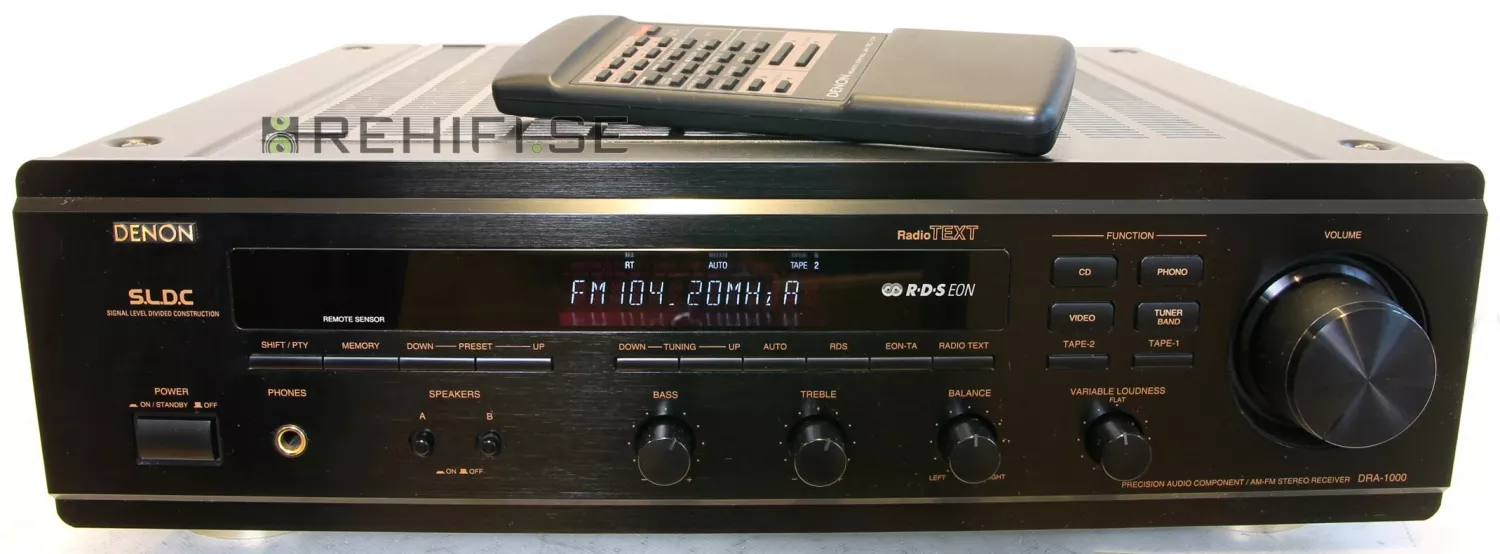 DENON
REHIFI.SE
DENON
RadioTEXT
FUNCTION
VOLUME
RT AUTO TAPE 2
FM 104.20MHz A
R·D·S EON
CD PHONO
S.L.D.C
SIGNAL LEVEL DIVIDED CONSTRUCTION
REMOTE SENSOR
VIDEO TUNER
BAND
SHIFT / PTY MEMORY DOWN PRESET UP DOWN TUNING UP AUTO RDS EON-TA RADIO TEXT
TAPE-2 TAPE-1
POWER PHONES SPEAKERS BASS TREBLE BALANCE VARIABLE LOUDNESS
FLAT
ON / STANDBY OFF
A B
ON OFF
- + - + LEFT RIGHT
PRECISION AUDIO COMPONENT / AM-FM STEREO RECEIVER DRA-1000